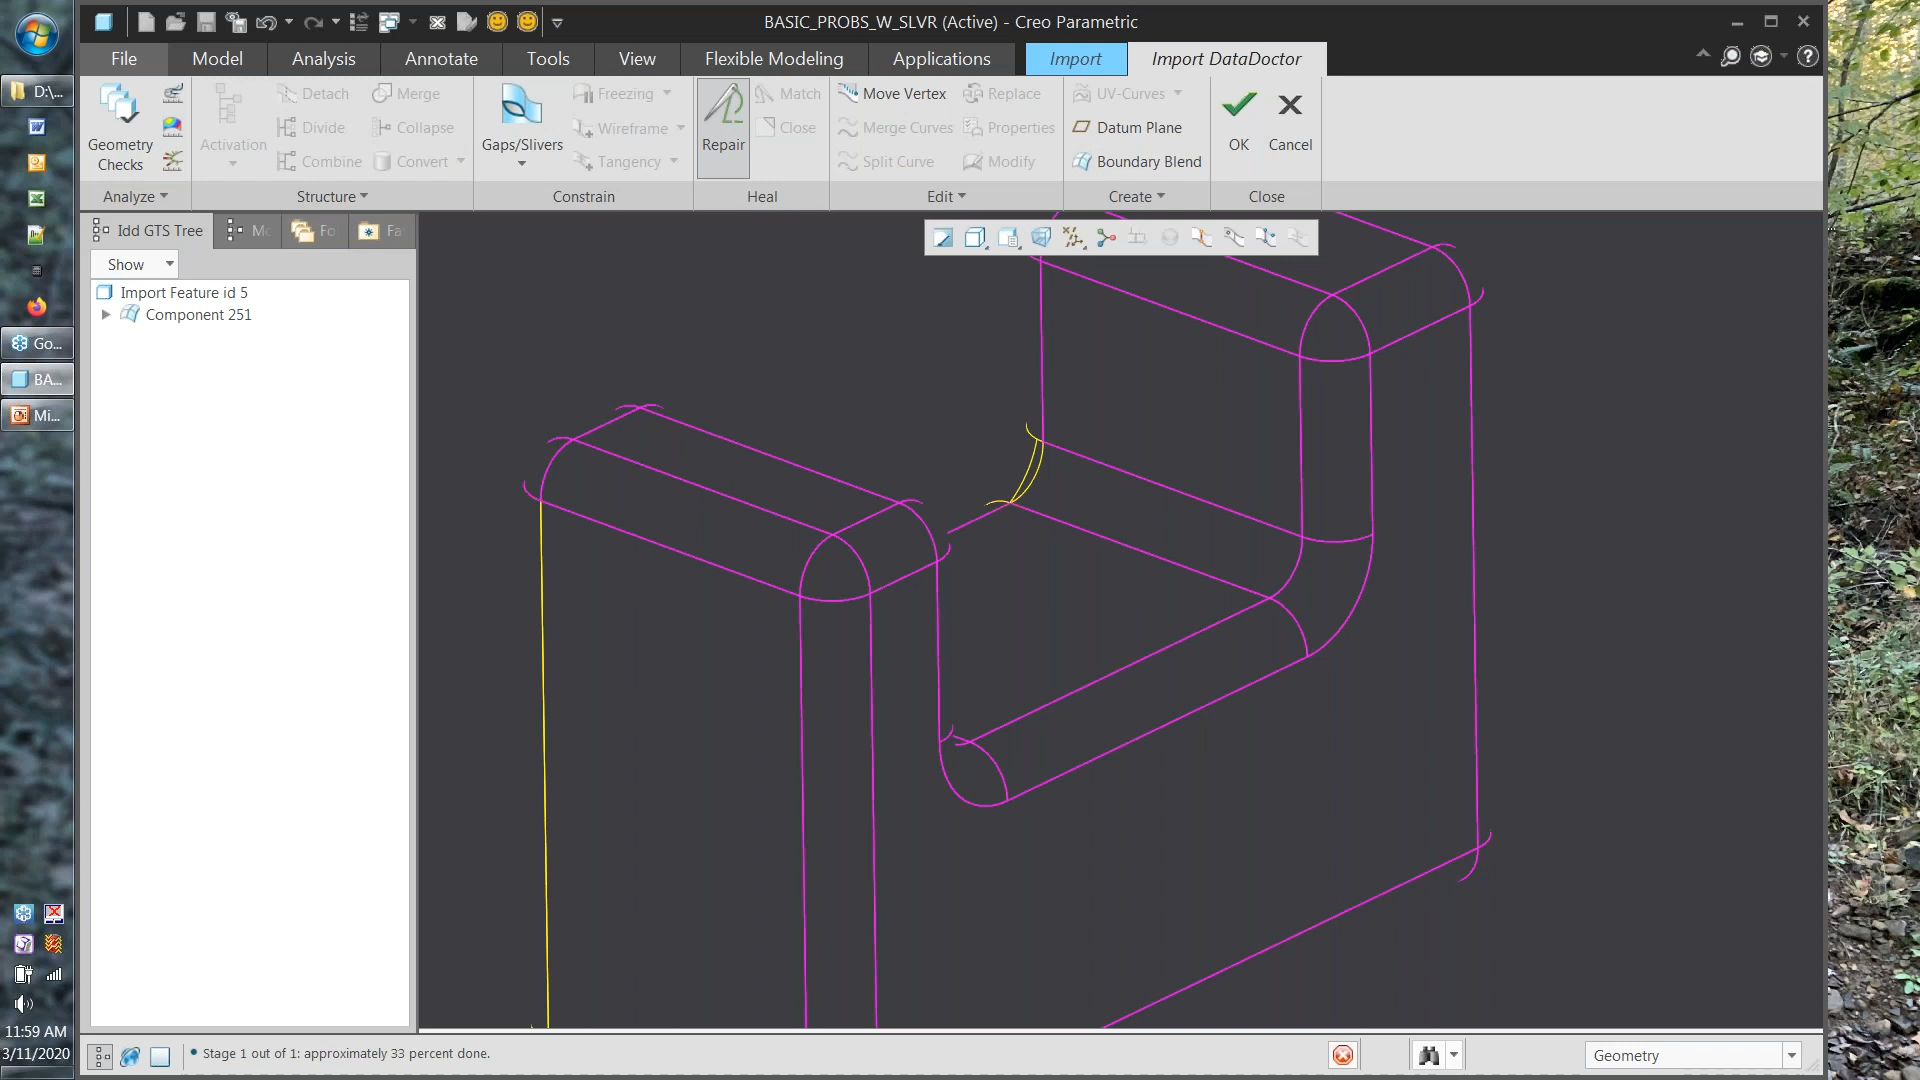 BASIC_PROBS_W_SLVR (Active) - Creo Parametric
File Model Analysis Annotate Tools View Flexible Modeling Applications Import Import DataDoctor
D:\...
Geometry Checks
Activation
Detach
Divide
Combine
Merge
Collapse
Convert
Gaps/Slivers
Freezing
Wireframe
Tangency
Repair
Match
Close
Move Vertex
Merge Curves
Split Curve
Replace
Properties
Modify
UV-Curves
Datum Plane
Boundary Blend
OK
Cancel
Analyze Structure Constrain Heal Edit Create Close
Idd GTS Tree Mo Fo Fa
Show
Import Feature id 5
Component 251
Go...
BA...
Mi...
11:59 AM
3/11/2020
Stage 1 out of 1: approximately 33 percent done.
Geometry